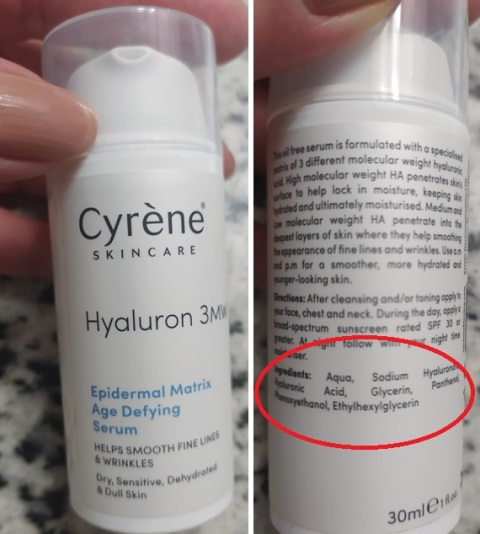 Cyrène®
SKINCARE
Hyaluron 3MW
Epidermal Matrix
Age Defying
Serum
HELPS SMOOTH FINE LINES
& WRINKLES
Dry, Sensitive, Dehydrated
& Dull Skin
oil free serum is formulated with a specialised
matrix of 3 different molecular weight hyaluronic
acid. High molecular weight HA penetrates skin's
surface to help lock in moisture, keeping skin
hydrated and ultimately moisturised. Medium and
Low molecular weight HA penetrate into the
deepest layers of skin where they help smoothing
the appearance of fine lines and wrinkles. Use a.m
and p.m for a smoother, more hydrated and
younger-looking skin.
Directions: After cleansing and/or toning apply to
your face, chest and neck. During the day, apply a
broad-spectrum sunscreen rated SPF 30 or
greater. At night follow with your night time
Ingredients: Aqua, Sodium Hyaluronate
Hyaluronic Acid, Glycerin, Panthenol,
Phenoxyethanol, Ethylhexylglycerin
30ml e 1 fl.oz